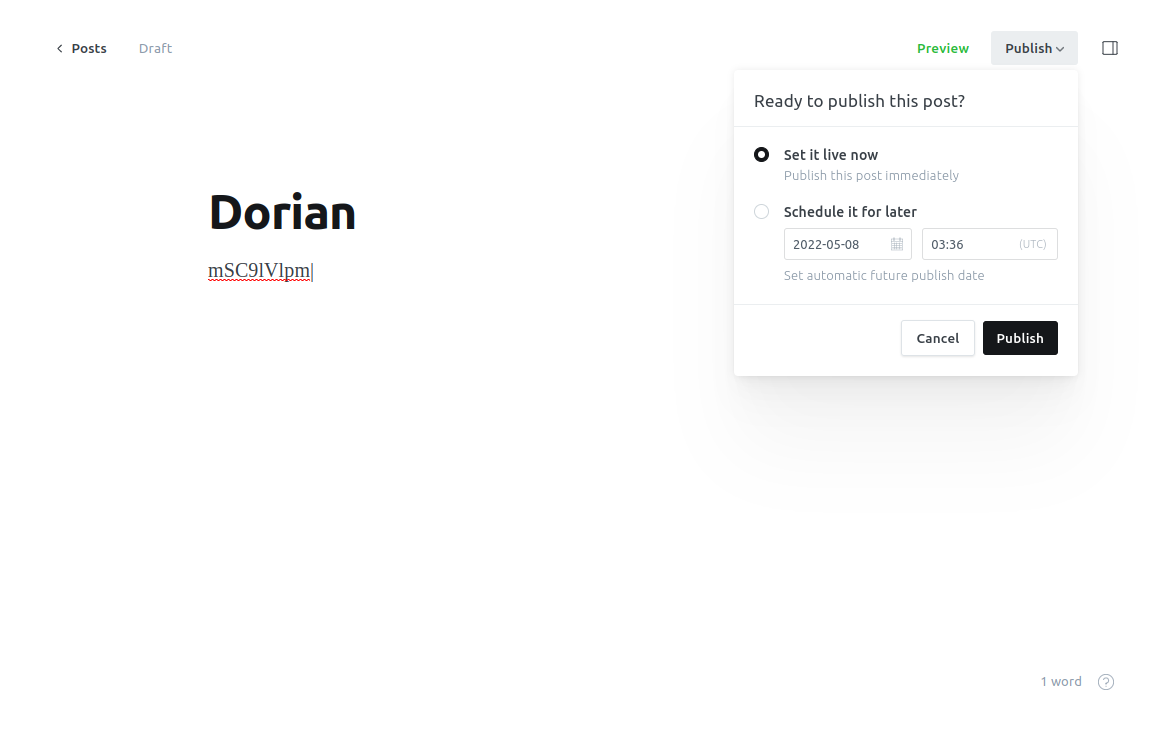 Posts Draft Preview Publish
Ready to publish this post?
Set it live now
Publish this post immediately
Schedule it for later
2022-05-08 03:36 (UTC)
Set automatic future publish date
Cancel Publish
Dorian
mSC9lVlpm
1 word ?